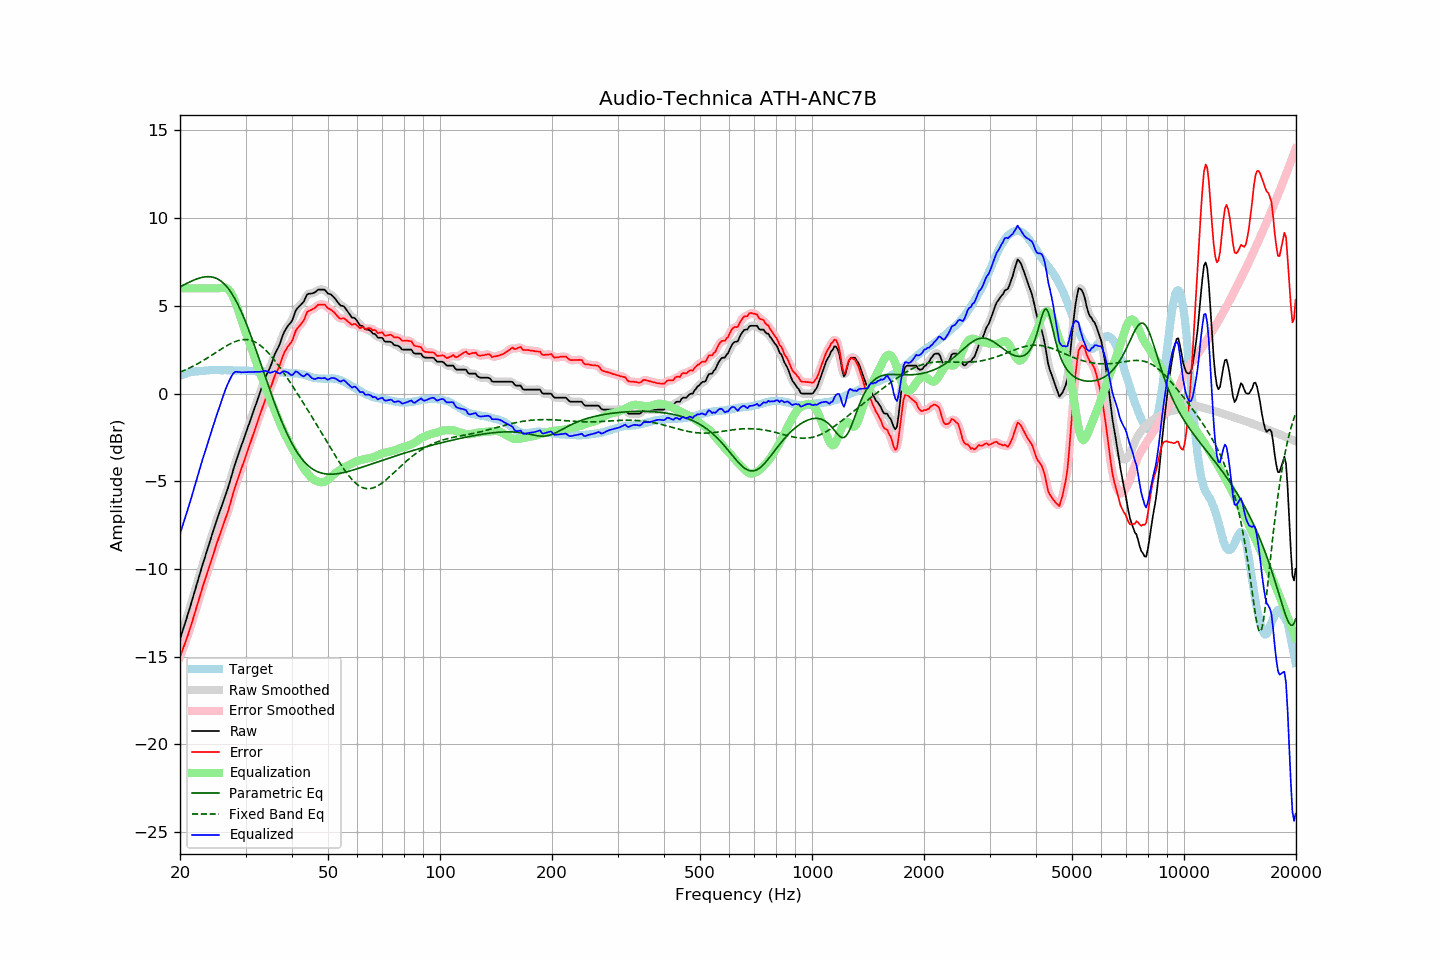 Audio-Technica ATH-ANC7B
15
10
5
0
−5
−10
−15
−20
−25
Amplitude (dBr)
Target
Raw Smoothed
Error Smoothed
Raw
Error
Equalization
Parametric Eq
Fixed Band Eq
Equalized
20 50 100 200 500 1000 2000 5000 10000 20000
Frequency (Hz)